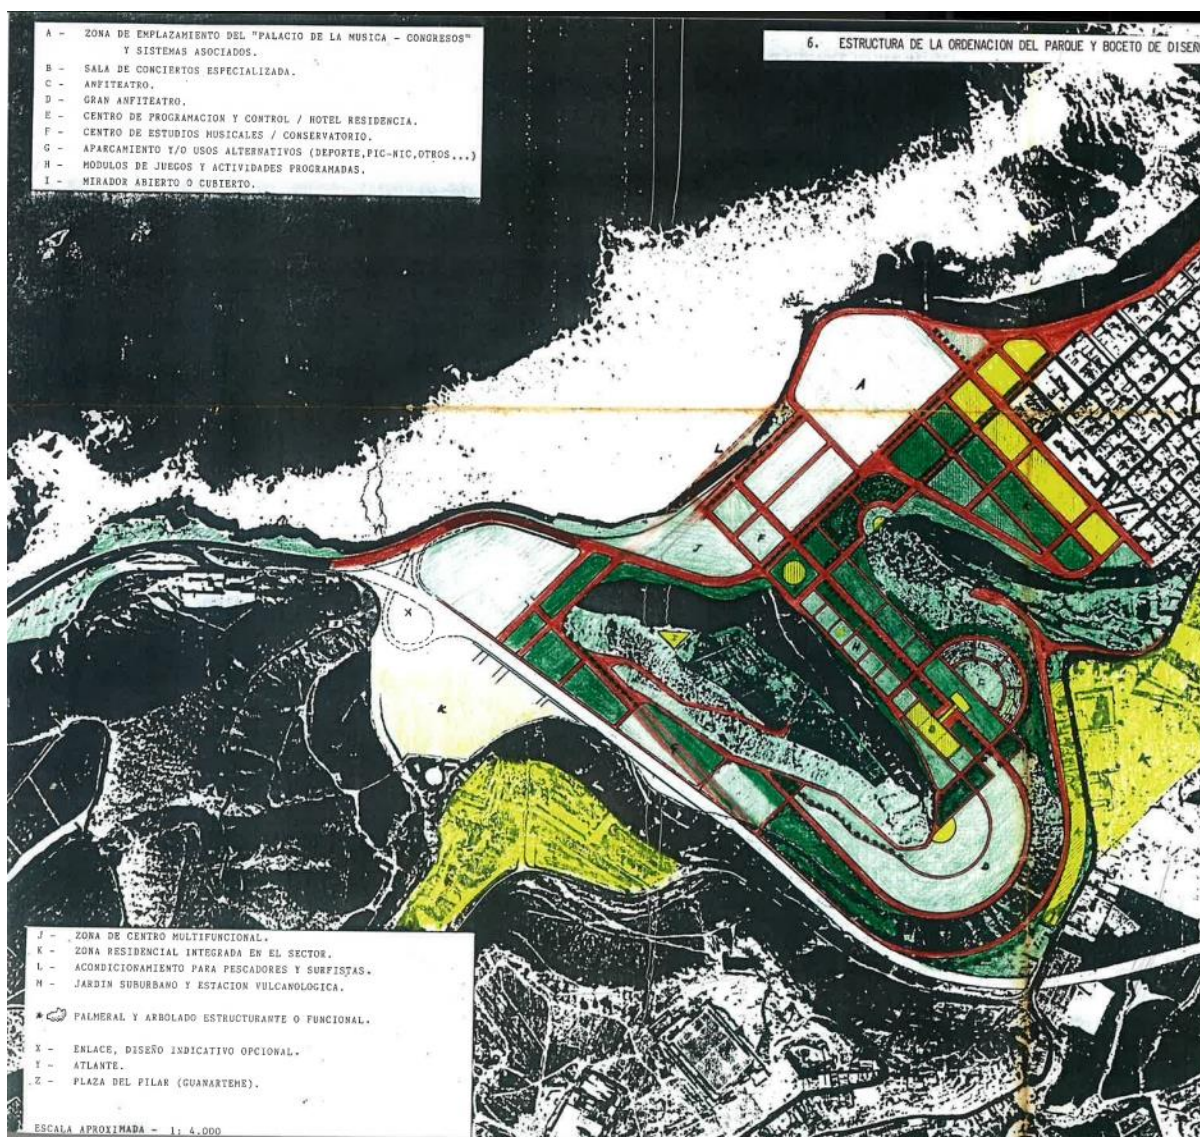 A - ZONA DE EMPLAZAMIENTO DEL "PALACIO DE LA MUSICA - CONGRESOS"
Y SISTEMAS ASOCIADOS.
B - SALA DE CONCIERTOS ESPECIALIZADA.
C - ANFITEATRO.
D - GRAN ANFITEATRO.
E - CENTRO DE PROGRAMACION Y CONTROL / HOTEL RESIDENCIA.
F - CENTRO DE ESTUDIOS MUSICALES / CONSERVATORIO.
G - APARCAMIENTO Y/O USOS ALTERNATIVOS (DEPORTE,PIC-NIC,OTROS...)
H - MODULOS DE JUEGOS Y ACTIVIDADES PROGRAMADAS.
I - MIRADOR ABIERTO O CUBIERTO.
6. ESTRUCTURA DE LA ORDENACION DEL PARQUE Y BOCETO DE
A
L
J
F
X
Z
H
K
K
D
M
J - ZONA DE CENTRO MULTIFUNCIONAL.
K - ZONA RESIDENCIAL INTEGRADA EN EL SECTOR.
L - ACONDICIONAMIENTO PARA PESCADORES Y SURFISTAS.
M - JARDIN SUBURBANO Y ESTACION VULCANOLOGICA.
* PALMERAL Y ARBOLADO ESTRUCTURANTE O FUNCIONAL.
X - ENLACE, DISEÑO INDICATIVO OPCIONAL.
Y - ATLANTE.
Z - PLAZA DEL PILAR (GUANARTEME).
ESCALA APROXIMADA - 1: 4.000